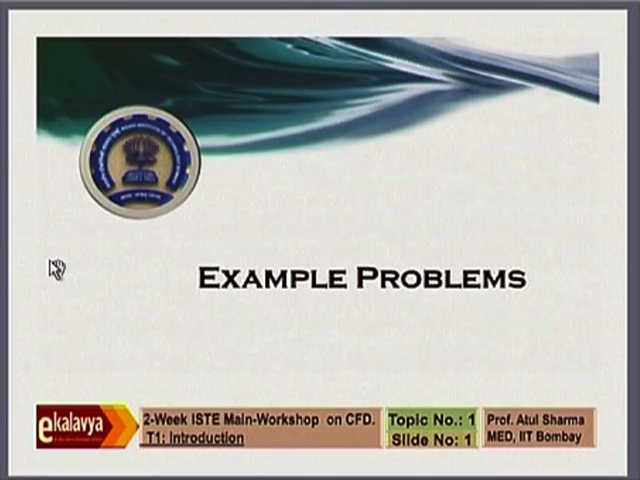 EXAMPLE PROBLEMS
ekalavya
2-Week ISTE Main-Workshop on CFD.
T1: Introduction
Topic No.: 1
Slide No: 1
Prof. Atul Sharma
MED, IIT Bombay